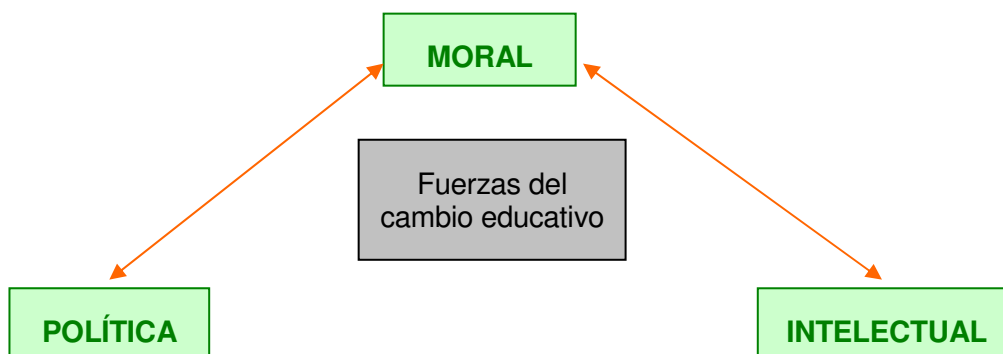 MORAL
Fuerzas del
cambio educativo
POLÍTICA
INTELECTUAL